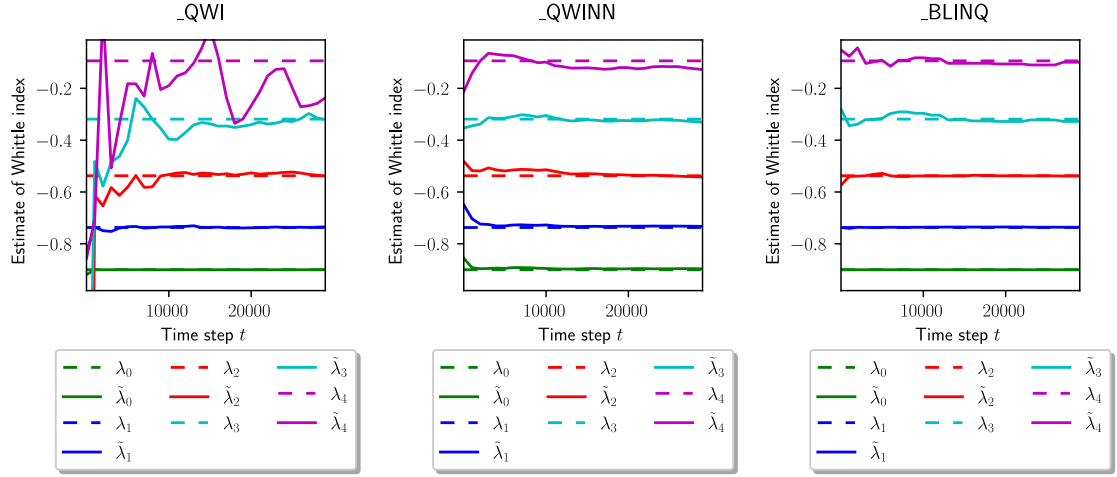 _QWI
_QWINN
_BLINQ
Estimate of Whittle index
−0.2
−0.4
−0.6
−0.8
10000
20000
Time step t
Estimate of Whittle index
−0.2
−0.4
−0.6
−0.8
10000
20000
Time step t
Estimate of Whittle index
−0.2
−0.4
−0.6
−0.8
10000
20000
Time step t
λ₀
λ̃₀
λ₁
λ̃₁
λ₂
λ̃₂
λ₃
λ̃₃
λ₄
λ̃₄
λ₀
λ̃₀
λ₁
λ̃₁
λ₂
λ̃₂
λ₃
λ̃₃
λ₄
λ̃₄
λ₀
λ̃₀
λ₁
λ̃₁
λ₂
λ̃₂
λ₃
λ̃₃
λ₄
λ̃₄